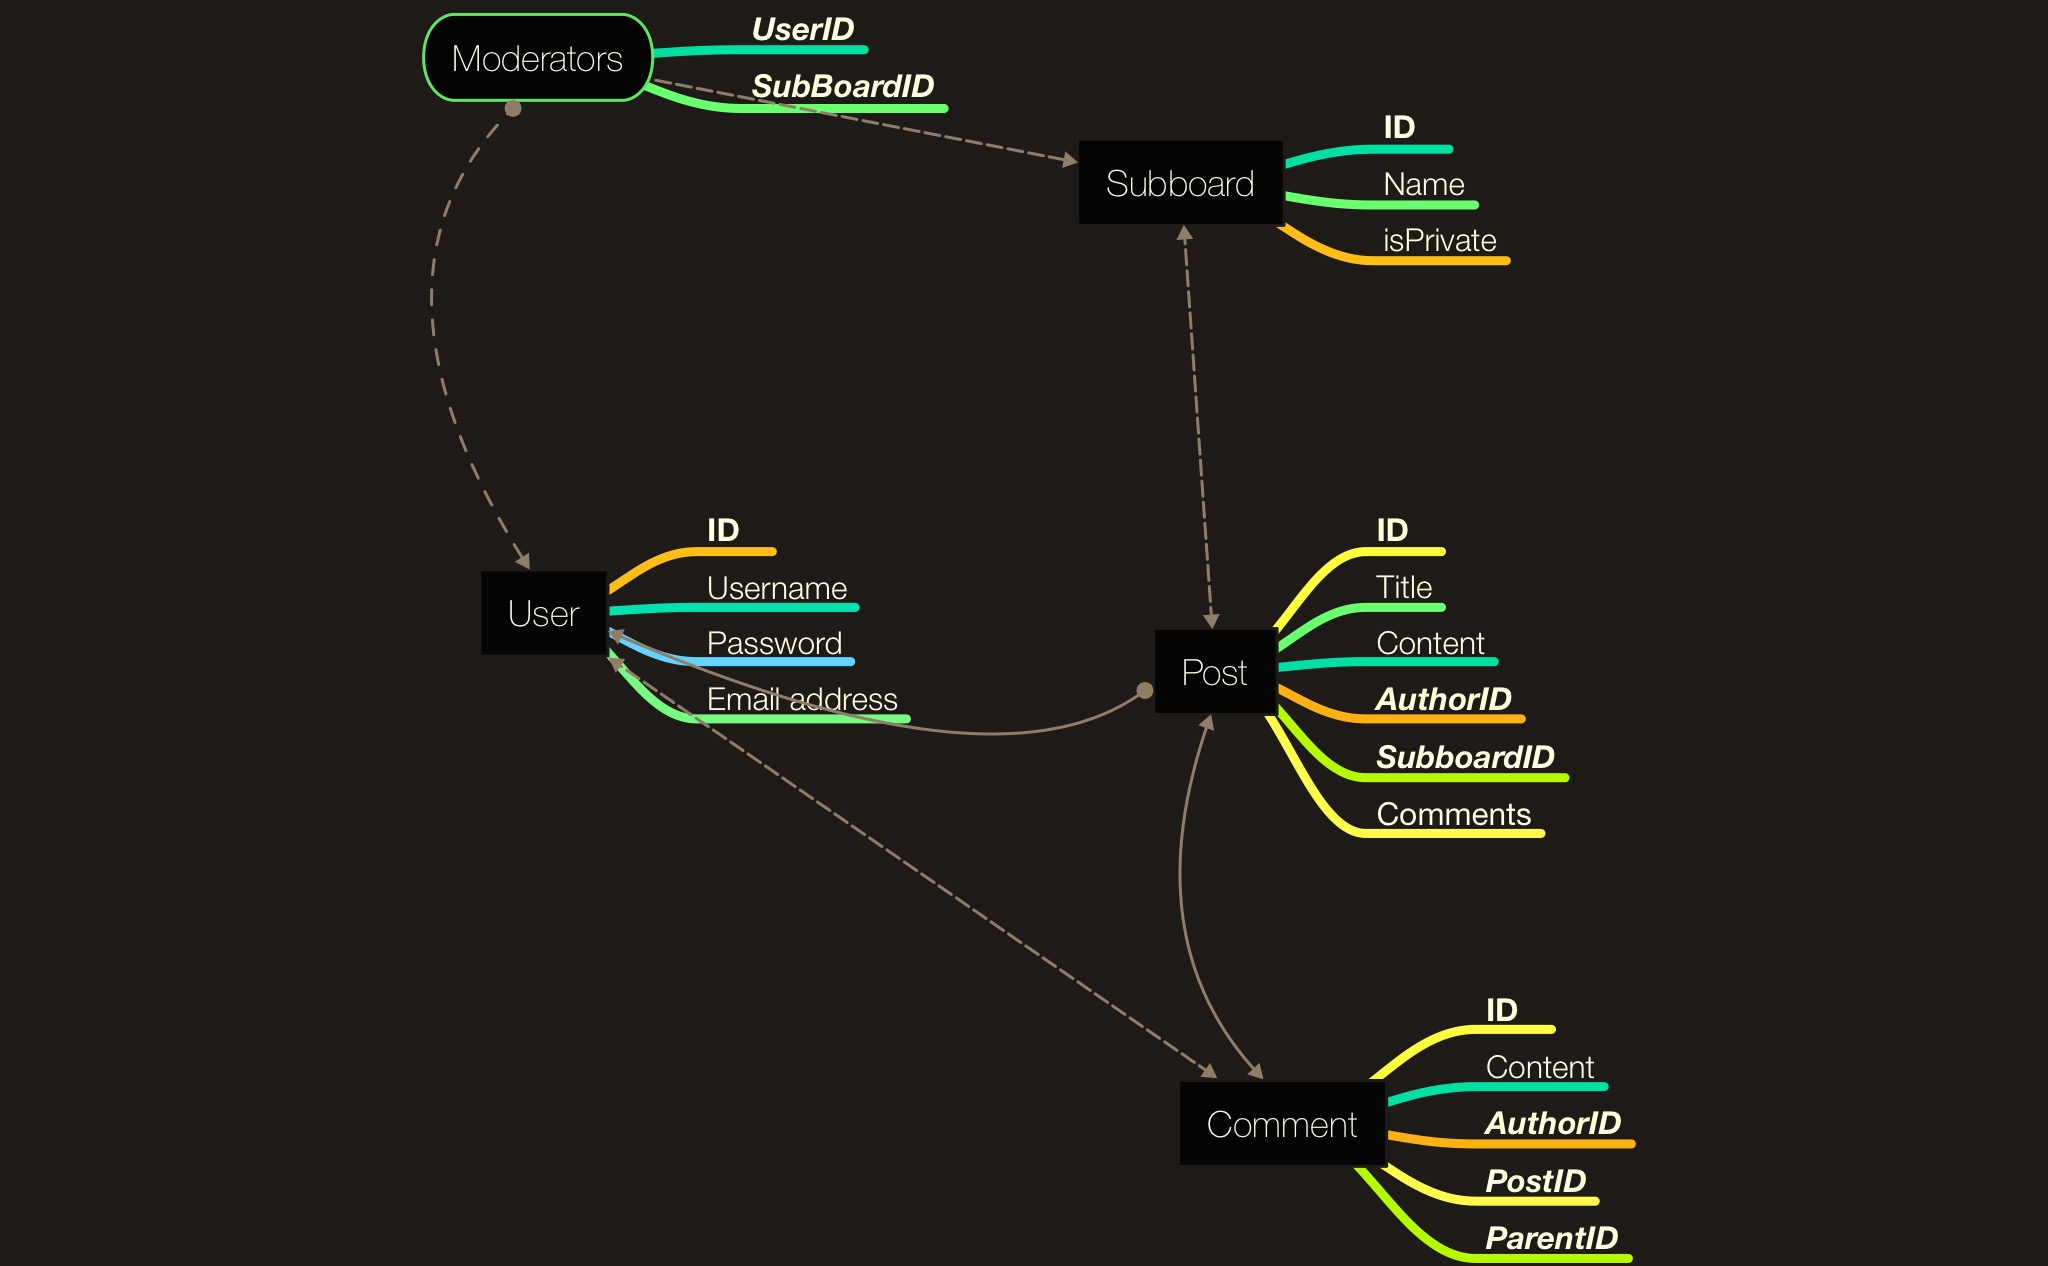 Moderators
UserID
SubBoardID
Subboard
ID
Name
isPrivate
User
ID
Username
Password
Email address
Post
ID
Title
Content
AuthorID
SubboardID
Comments
Comment
ID
Content
AuthorID
PostID
ParentID